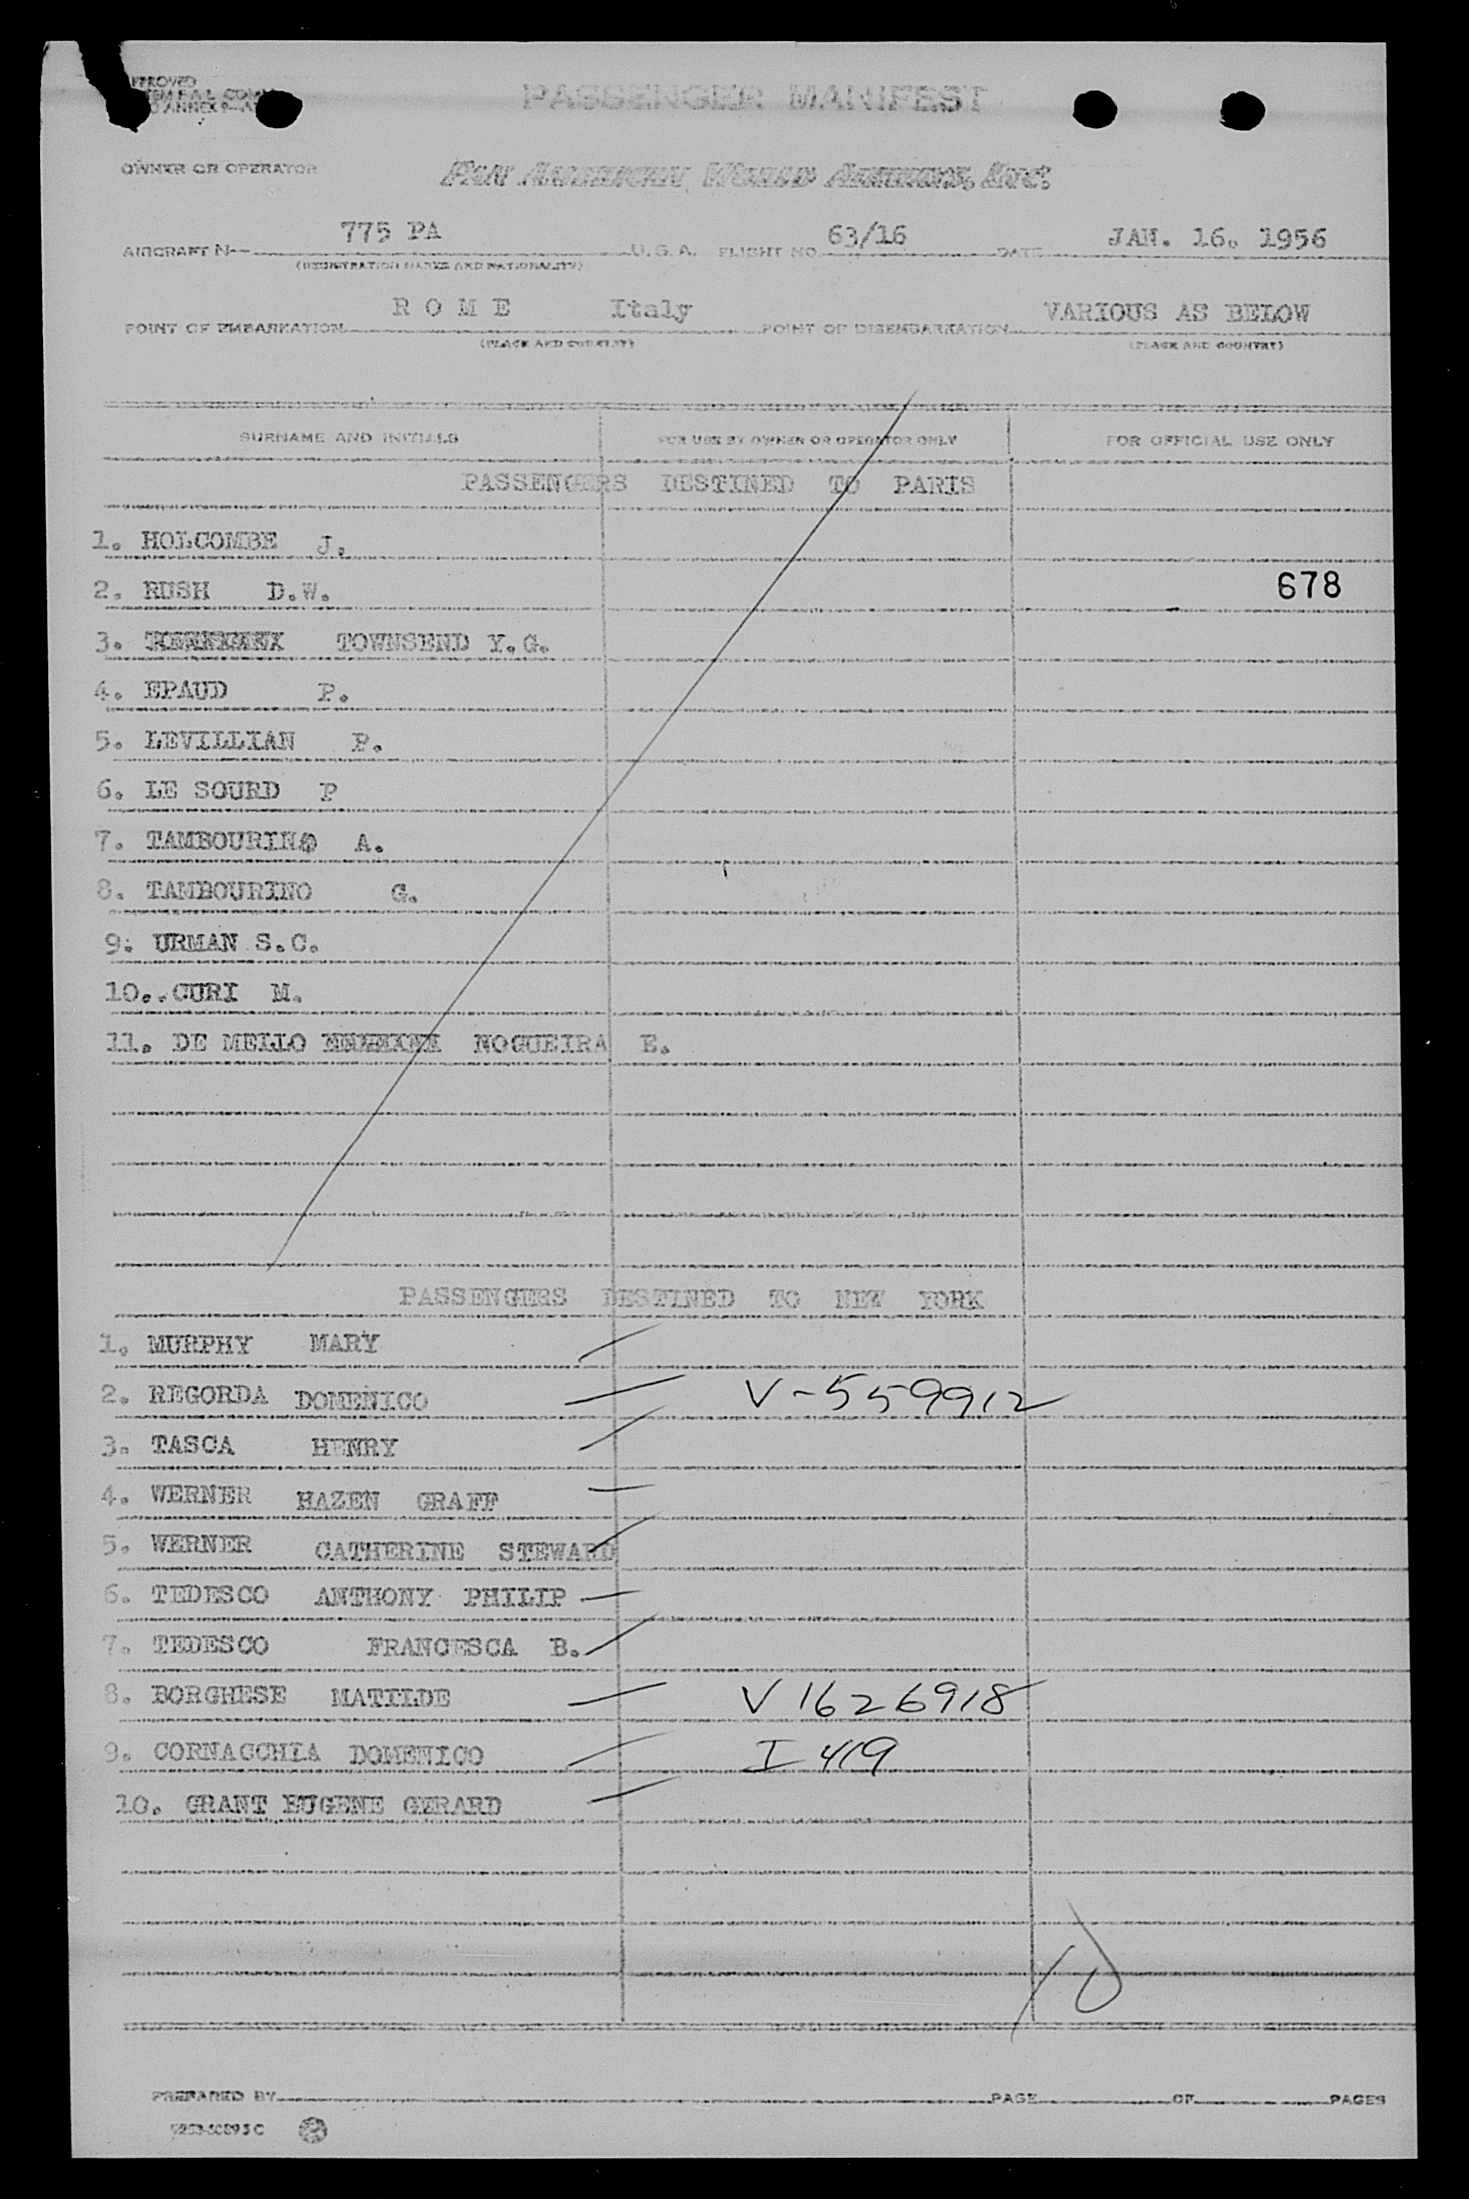 PASSENGER MANIFEST
OWNER OR OPERATOR PAN AMERICAN WORLD AIRWAYS, INC.
AIRCRAFT N-- 775 PA U.S.A. FLIGHT NO. 63/16 DATE JAN. 16. 1956
(REGISTRATION MARKS AND NATIONALITY)
POINT OF EMBARKATION R O M E Italy POINT OF DISEMBARKATION VARIOUS AS BELOW
(PLACE AND COUNTRY) (PLACE AND COUNTRY)
SURNAME AND INITIALS FOR USE BY OWNER OR OPERATOR ONLY FOR OFFICIAL USE ONLY
PASSENGERS DESTINED TO PARIS
1. HOLCOMBE J.
2. RUSH D.W. 678
3. TOWNSEND Y.G.
4. EPAUD P.
5. LEVILLIAN P.
6. LE SOURD P
7. TAMBOURINO A.
8. TAMBOURINO G.
9. URMAN S.C.
10.. CURI M.
11. DE MELLO NOGUEIRA E.
PASSENGERS DESTINED TO NEW YORK
1. MURPHY MARY
2. REGORDA DOMENICO V-559912
3. TASCA HENRY
4. WERNER HAZEN GRAFF
5. WERNER CATHERINE STEWARD
6. TEDESCO ANTHONY PHILIP
7. TEDESCO FRANCESCA B.
8. BORGHESE MATILDE V1626918
9. CORNACCHIA DOMENICO I 419
10. GRANT EUGENE GERARD
10
PREPARED BY PAGE OF PAGES